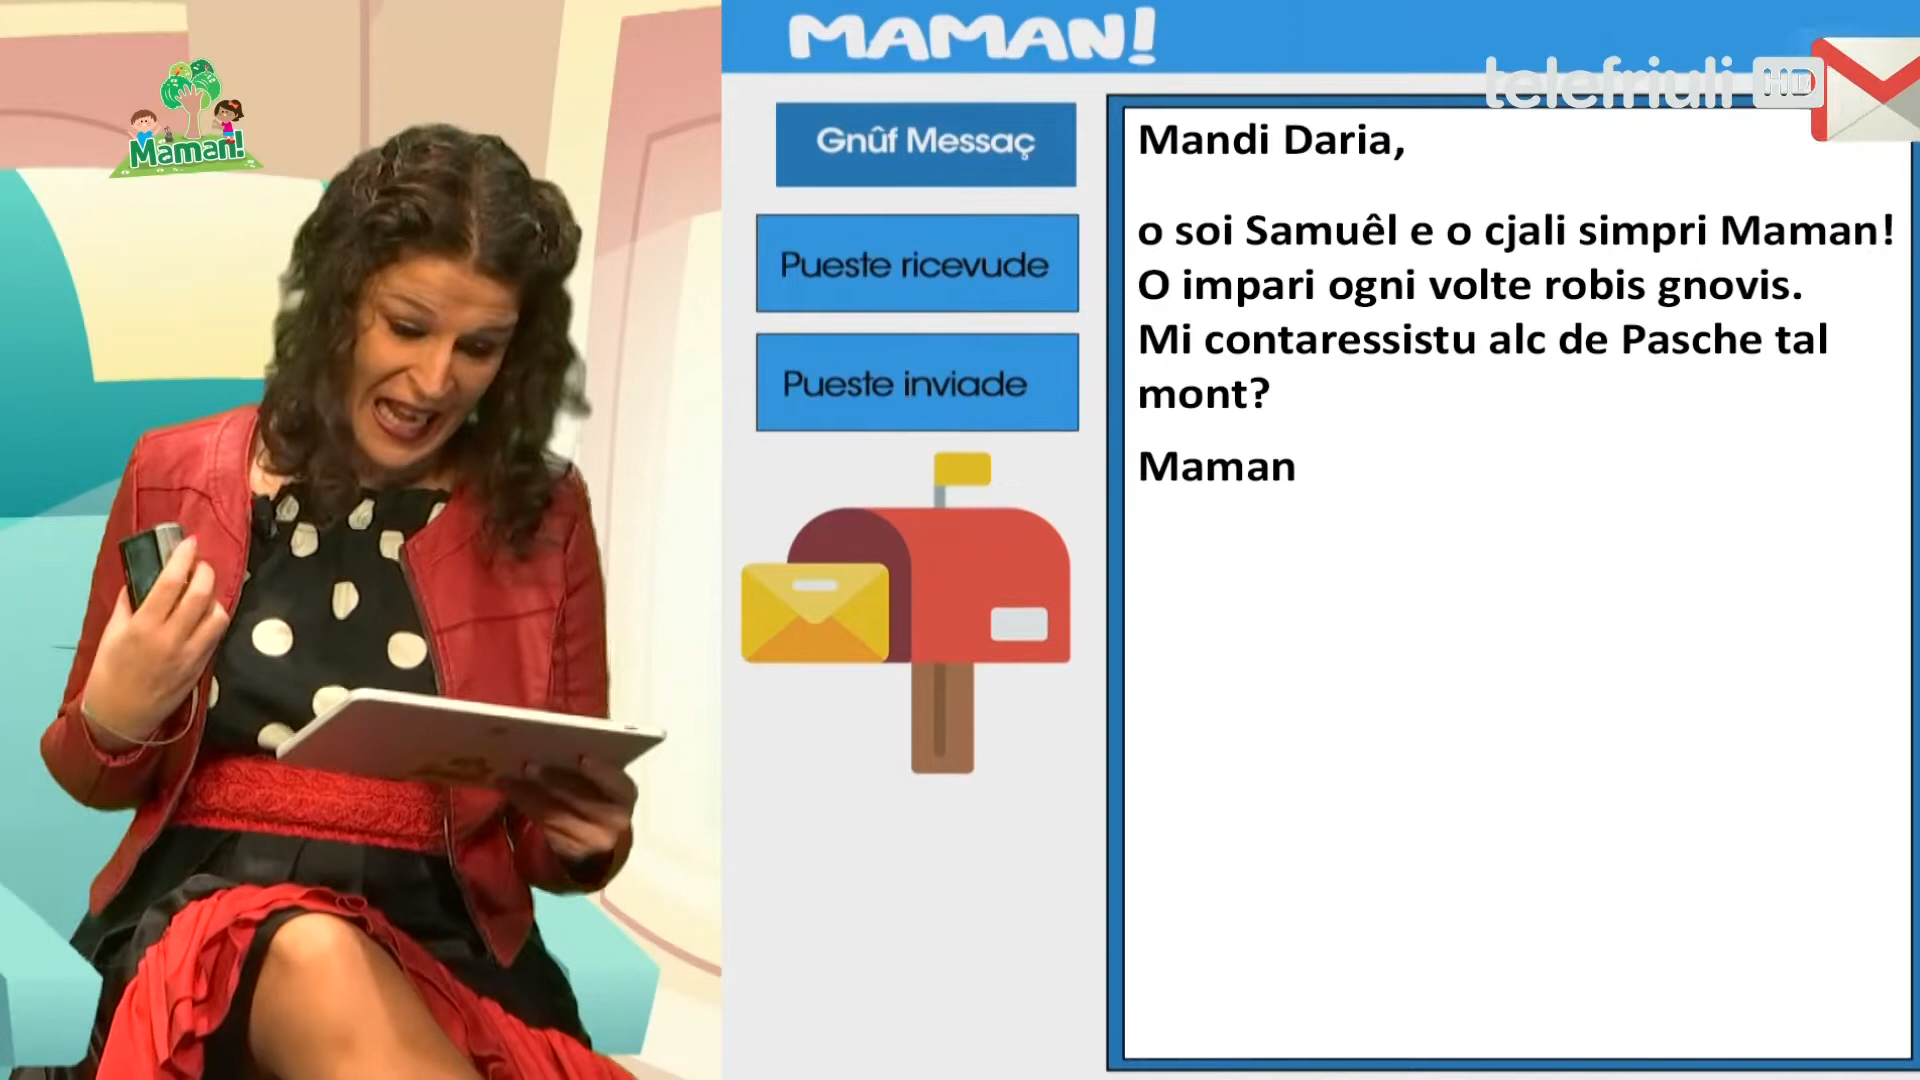 Maman!
MAMAN!
telefriuli HD
Gnûf Messaç
Pueste ricevude
Pueste inviade
Mandi Daria,
o soi Samuêl e o cjali simpri Maman!
O impari ogni volte robis gnovis.
Mi contaressistu alc de Pasche tal
mont?
Maman